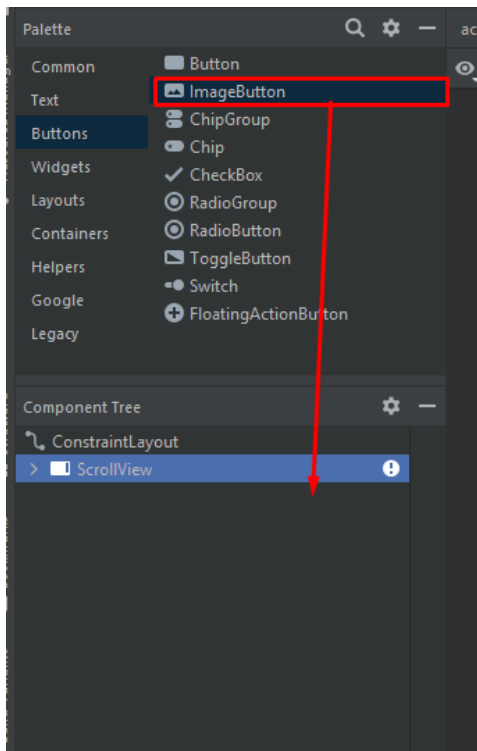 Palette
ac
Common
Text
Buttons
Widgets
Layouts
Containers
Helpers
Google
Legacy
Button
ImageButton
ChipGroup
Chip
CheckBox
RadioGroup
RadioButton
ToggleButton
Switch
FloatingActionButton
Component Tree
ConstraintLayout
ScrollView